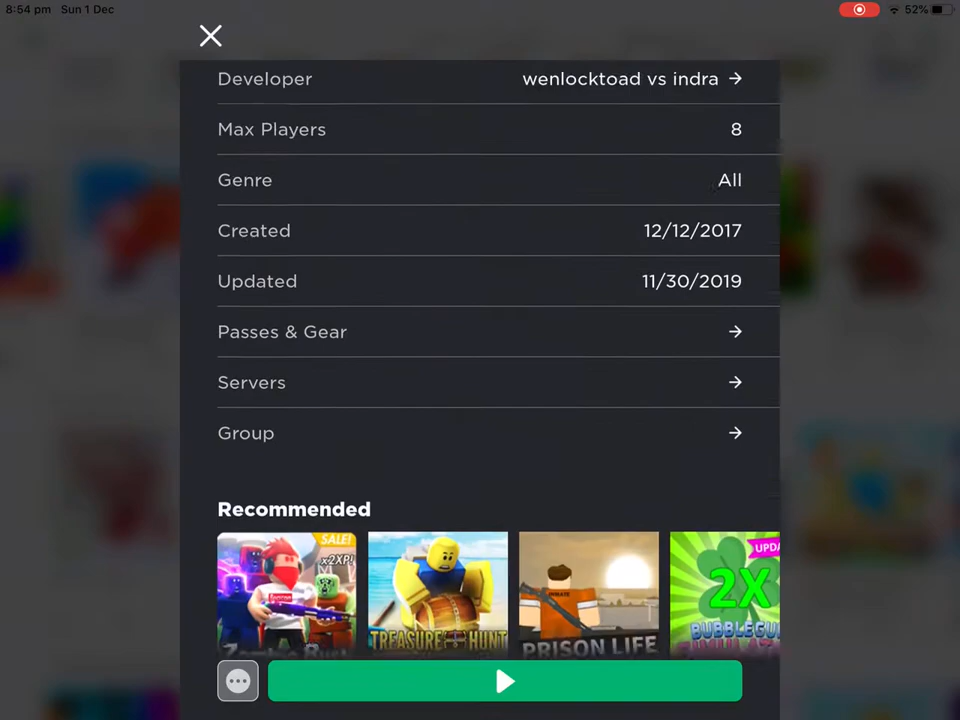 8:54 pm Sun 1 Dec 52%
Developer wenlocktoad vs indra →
Max Players 8
Genre All
Created 12/12/2017
Updated 11/30/2019
Passes & Gear →
Servers →
Group →
Recommended
SALE!
x2XP!
TREASURE HUNT
PRISON LIFE
2X